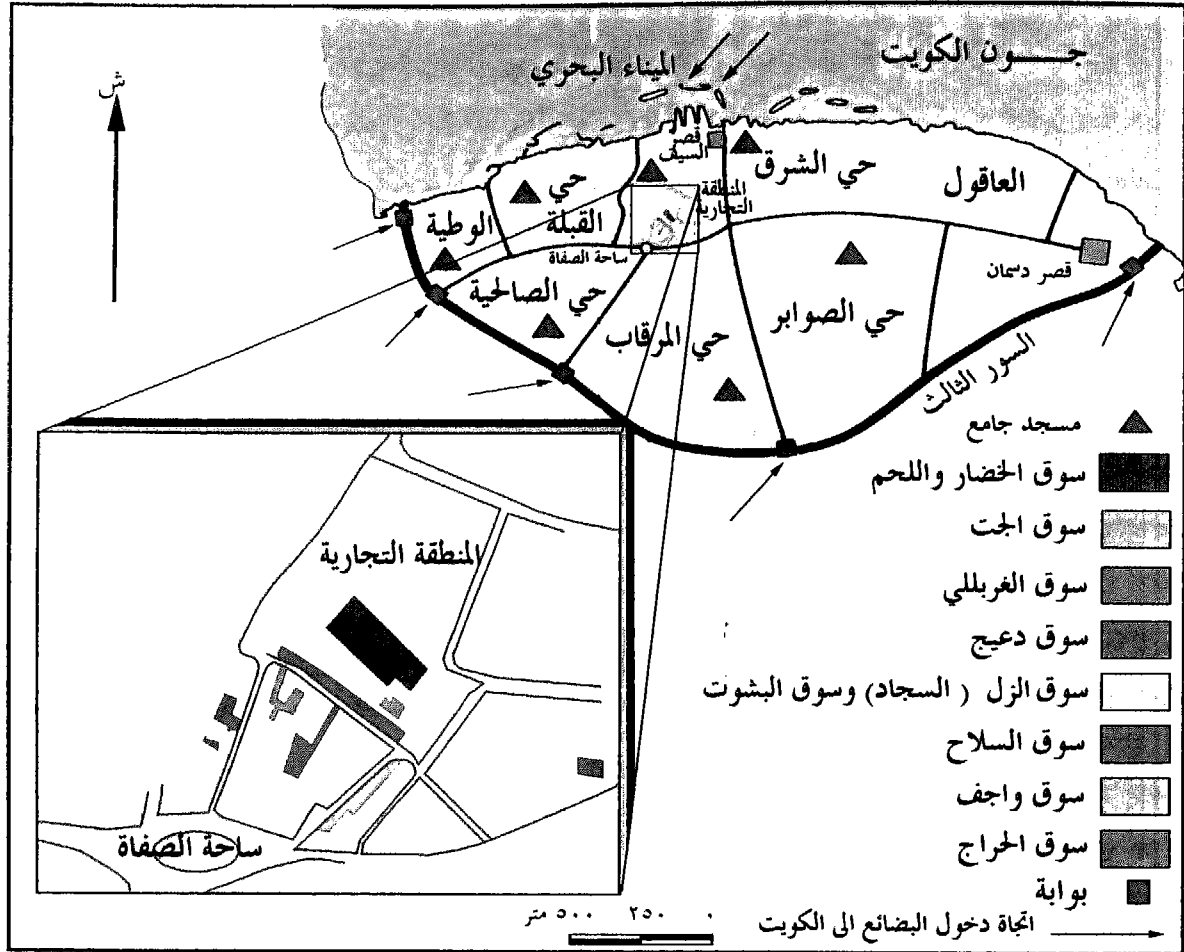 جـــــون الكويت
الميناء البحري
ش
قصر
السيف
حي الشرق
العاقول
المنطقة
التجارية
حي
القبلة
الوطية
ساحة الصفاة
قصر دسمان
حي الصالحية
حي المرقاب
حي الصوابر
السور الثالث
مسجد جامع
سوق الخضار واللحم
سوق الجت
سوق الغربللي
سوق دعيج
سوق الزل ( السجاد) وسوق البشوت
سوق السلاح
سوق واجف
سوق الحراج
بوابة
اتجاة دخول البضائع الى الكويت
٠ ٢٥٠ ٥٠٠ متر
المنطقة التجارية
ساحة الصفاة